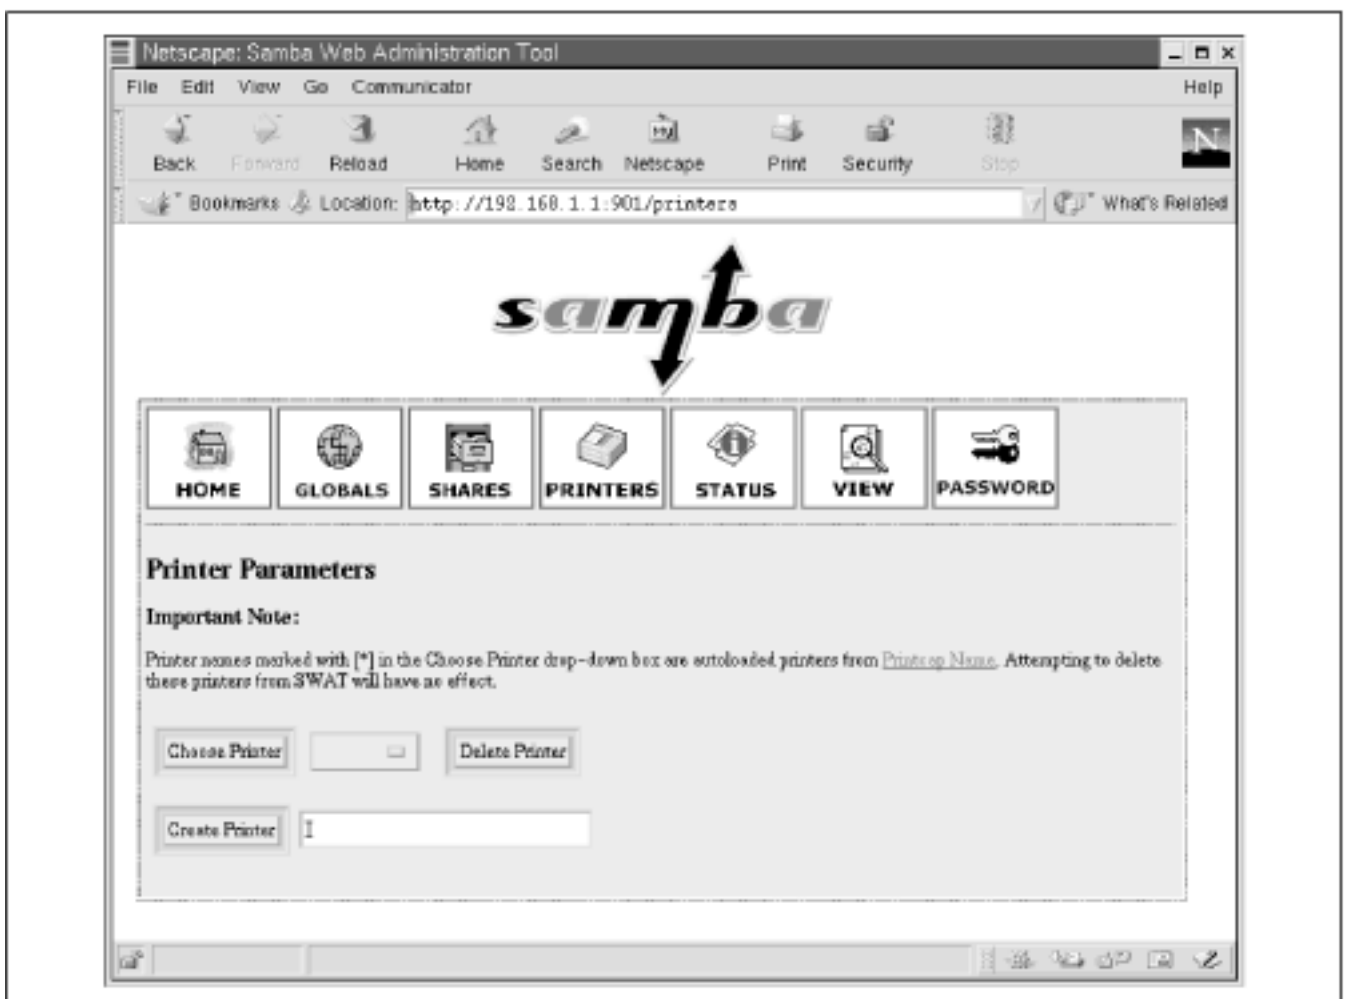 Netscape: Samba Web Administration Tool
File Edit View Go Communicator Help
Back Forward Reload Home Search Netscape Print Security Stop
N
Bookmarks Location: http://192.168.1.1:901/printers What's Related
samba
HOME GLOBALS SHARES PRINTERS STATUS VIEW PASSWORD
Printer Parameters
Important Note:
Printer names marked with [*] in the Choose Printer drop-down box are autoloaded printers from Printcap Name. Attempting to delete
these printers from SWAT will have no effect.
Choose Printer Delete Printer
Create Printer